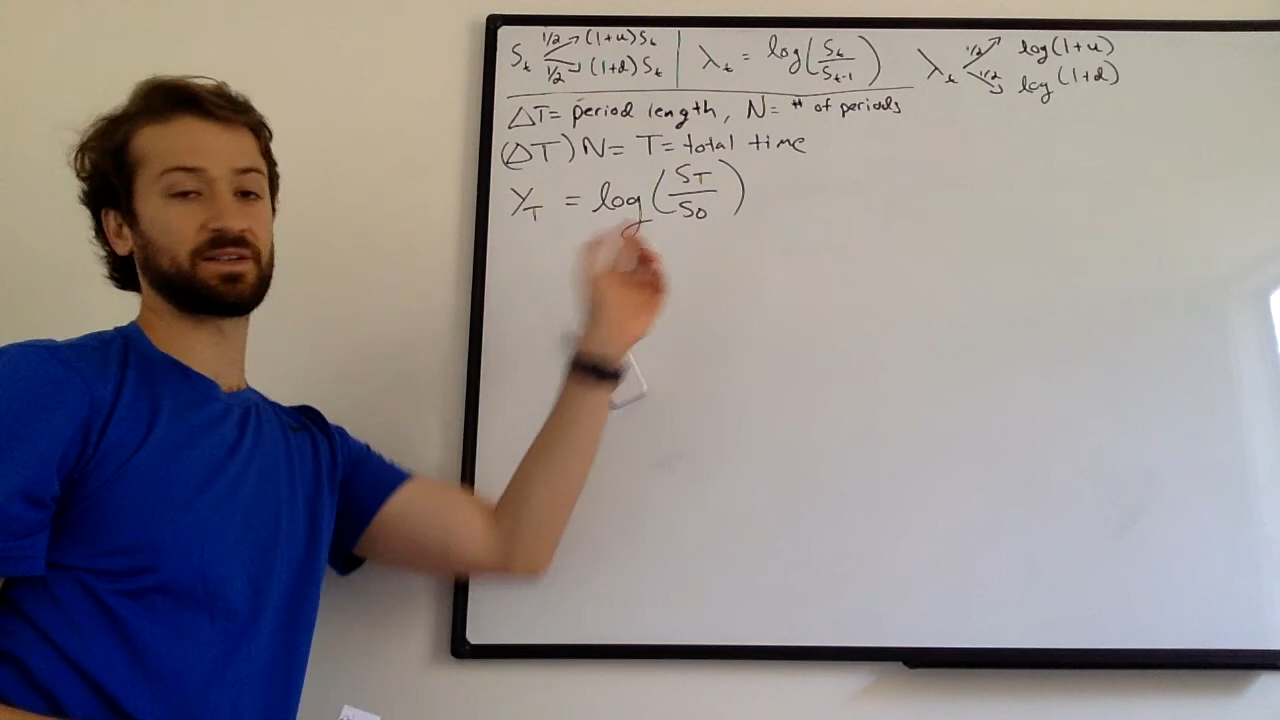 S_t 1/2 → (1+u)S_t 1/2 → (1+d)S_t | λ_t = log(S_t/S_{t-1}) λ_t 1/2 → log(1+u) 1/2 → log(1+d)
ΔT = period length, N = # of periods
(ΔT)N = T = total time
Y_T = log(S_T/S_0)